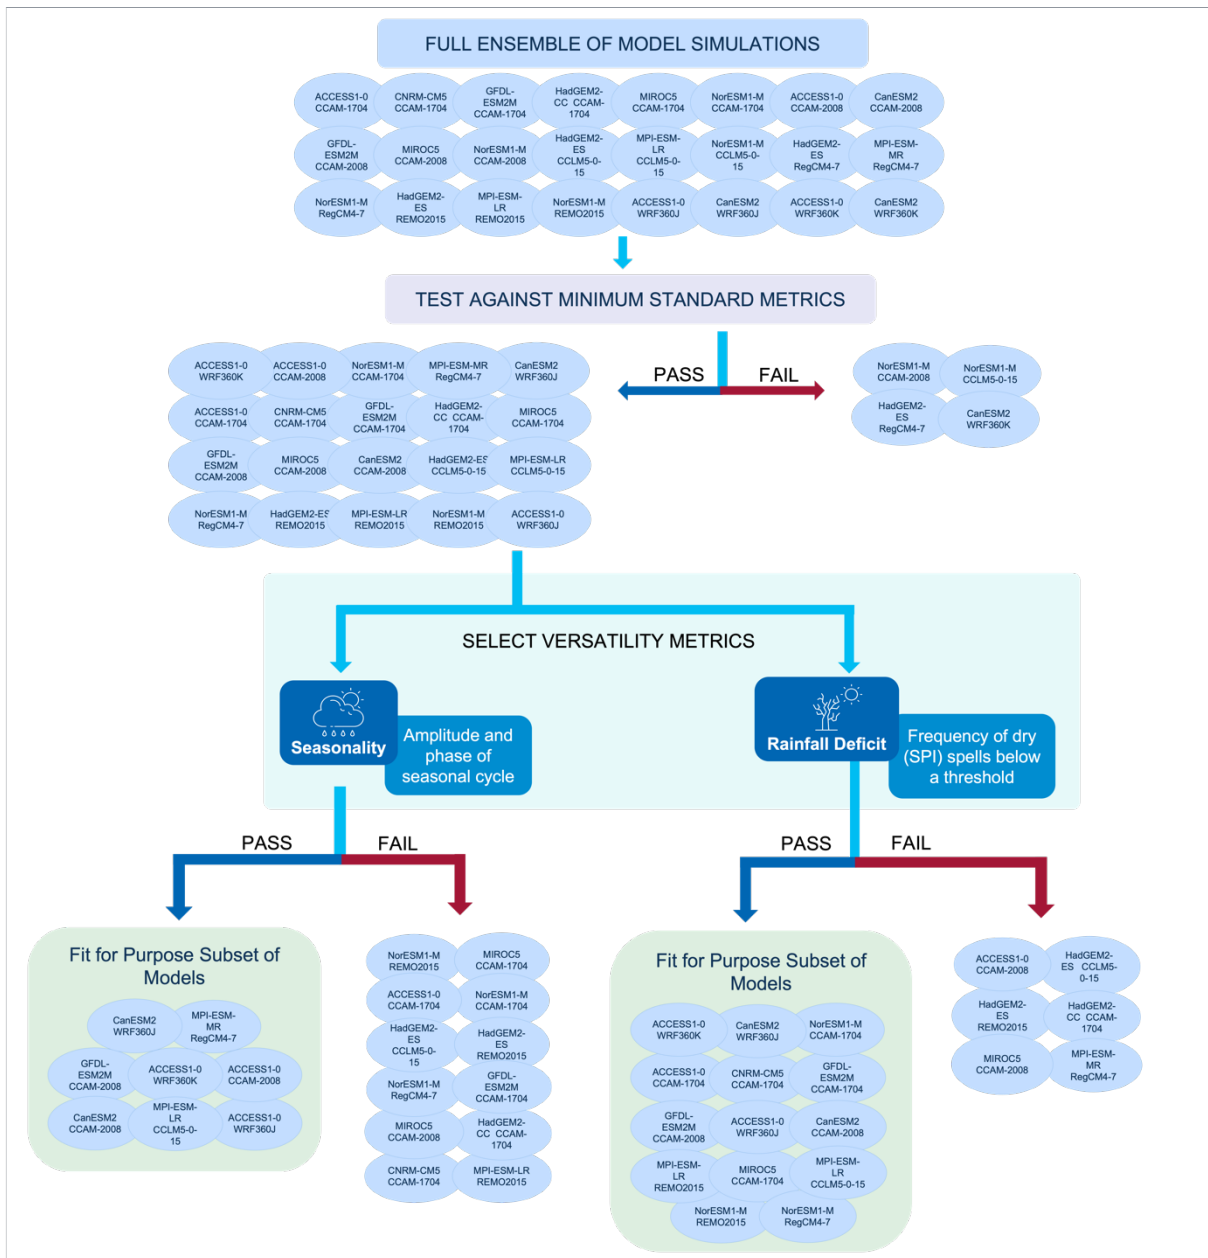 FULL ENSEMBLE OF MODEL SIMULATIONS
ACCESS1-0
CCAM-1704
CNRM-CM5
CCAM-1704
GFDL-
ESM2M
CCAM-1704
HadGEM2-
CC CCAM-
1704
MIROC5
CCAM-1704
NorESM1-M
CCAM-1704
ACCESS1-0
CCAM-2008
CanESM2
CCAM-2008
GFDL-
ESM2M
CCAM-2008
MIROC5
CCAM-2008
NorESM1-M
CCAM-2008
HadGEM2-
ES
CCLM5-0-
15
MPI-ESM-
LR
CCLM5-0-
15
NorESM1-M
CCLM5-0-
15
HadGEM2-
ES
RegCM4-7
MPI-ESM-
MR
RegCM4-7
NorESM1-M
RegCM4-7
HadGEM2-
ES
REMO2015
MPI-ESM-
LR
REMO2015
NorESM1-M
REMO2015
ACCESS1-0
WRF360J
CanESM2
WRF360J
ACCESS1-0
WRF360K
CanESM2
WRF360K
TEST AGAINST MINIMUM STANDARD METRICS
PASS
FAIL
ACCESS1-0
WRF360K
ACCESS1-0
CCAM-2008
NorESM1-M
CCAM-1704
MPI-ESM-MR
RegCM4-7
CanESM2
WRF360J
ACCESS1-0
CCAM-1704
CNRM-CM5
CCAM-1704
GFDL-
ESM2M
CCAM-1704
HadGEM2-
CC CCAM-
1704
MIROC5
CCAM-1704
GFDL-
ESM2M
CCAM-2008
MIROC5
CCAM-2008
CanESM2
CCAM-2008
HadGEM2-ES
CCLM5-0-15
MPI-ESM-LR
CCLM5-0-15
NorESM1-M
RegCM4-7
HadGEM2-ES
REMO2015
MPI-ESM-LR
REMO2015
NorESM1-M
REMO2015
ACCESS1-0
WRF360J
NorESM1-M
CCAM-2008
NorESM1-M
CCLM5-0-15
HadGEM2-
ES
RegCM4-7
CanESM2
WRF360K
SELECT VERSATILITY METRICS
Seasonality
Amplitude and
phase of
seasonal cycle
Rainfall Deficit
Frequency of dry
(SPI) spells below
a threshold
PASS
FAIL
PASS
FAIL
Fit for Purpose Subset of
Models
CanESM2
WRF360J
MPI-ESM-
MR
RegCM4-7
GFDL-
ESM2M
CCAM-2008
ACCESS1-0
WRF360K
ACCESS1-0
CCAM-2008
CanESM2
CCAM-2008
MPI-ESM-
LR
CCLM5-0-
15
ACCESS1-0
WRF360J
NorESM1-M
REMO2015
MIROC5
CCAM-1704
ACCESS1-0
CCAM-1704
NorESM1-M
CCAM-1704
HadGEM2-
ES
CCLM5-0-
15
HadGEM2-
ES
REMO2015
NorESM1-M
RegCM4-7
GFDL-
ESM2M
CCAM-1704
MIROC5
CCAM-2008
HadGEM2-
CC CCAM-
1704
CNRM-CM5
CCAM-1704
MPI-ESM-LR
REMO2015
Fit for Purpose Subset of
Models
ACCESS1-0
WRF360K
CanESM2
WRF360J
NorESM1-M
CCAM-1704
ACCESS1-0
CCAM-1704
CNRM-CM5
CCAM-1704
GFDL-
ESM2M
CCAM-1704
GFDL-
ESM2M
CCAM-2008
ACCESS1-0
WRF360J
CanESM2
CCAM-2008
MPI-ESM-
LR
REMO2015
MIROC5
CCAM-1704
MPI-ESM-
LR
CCLM5-0-15
NorESM1-M
REMO2015
NorESM1-M
RegCM4-7
ACCESS1-0
CCAM-2008
HadGEM2-
ES CCLM5-
0-15
HadGEM2-
ES
REMO2015
HadGEM2-
CC CCAM-
1704
MIROC5
CCAM-2008
MPI-ESM-
MR
RegCM4-7